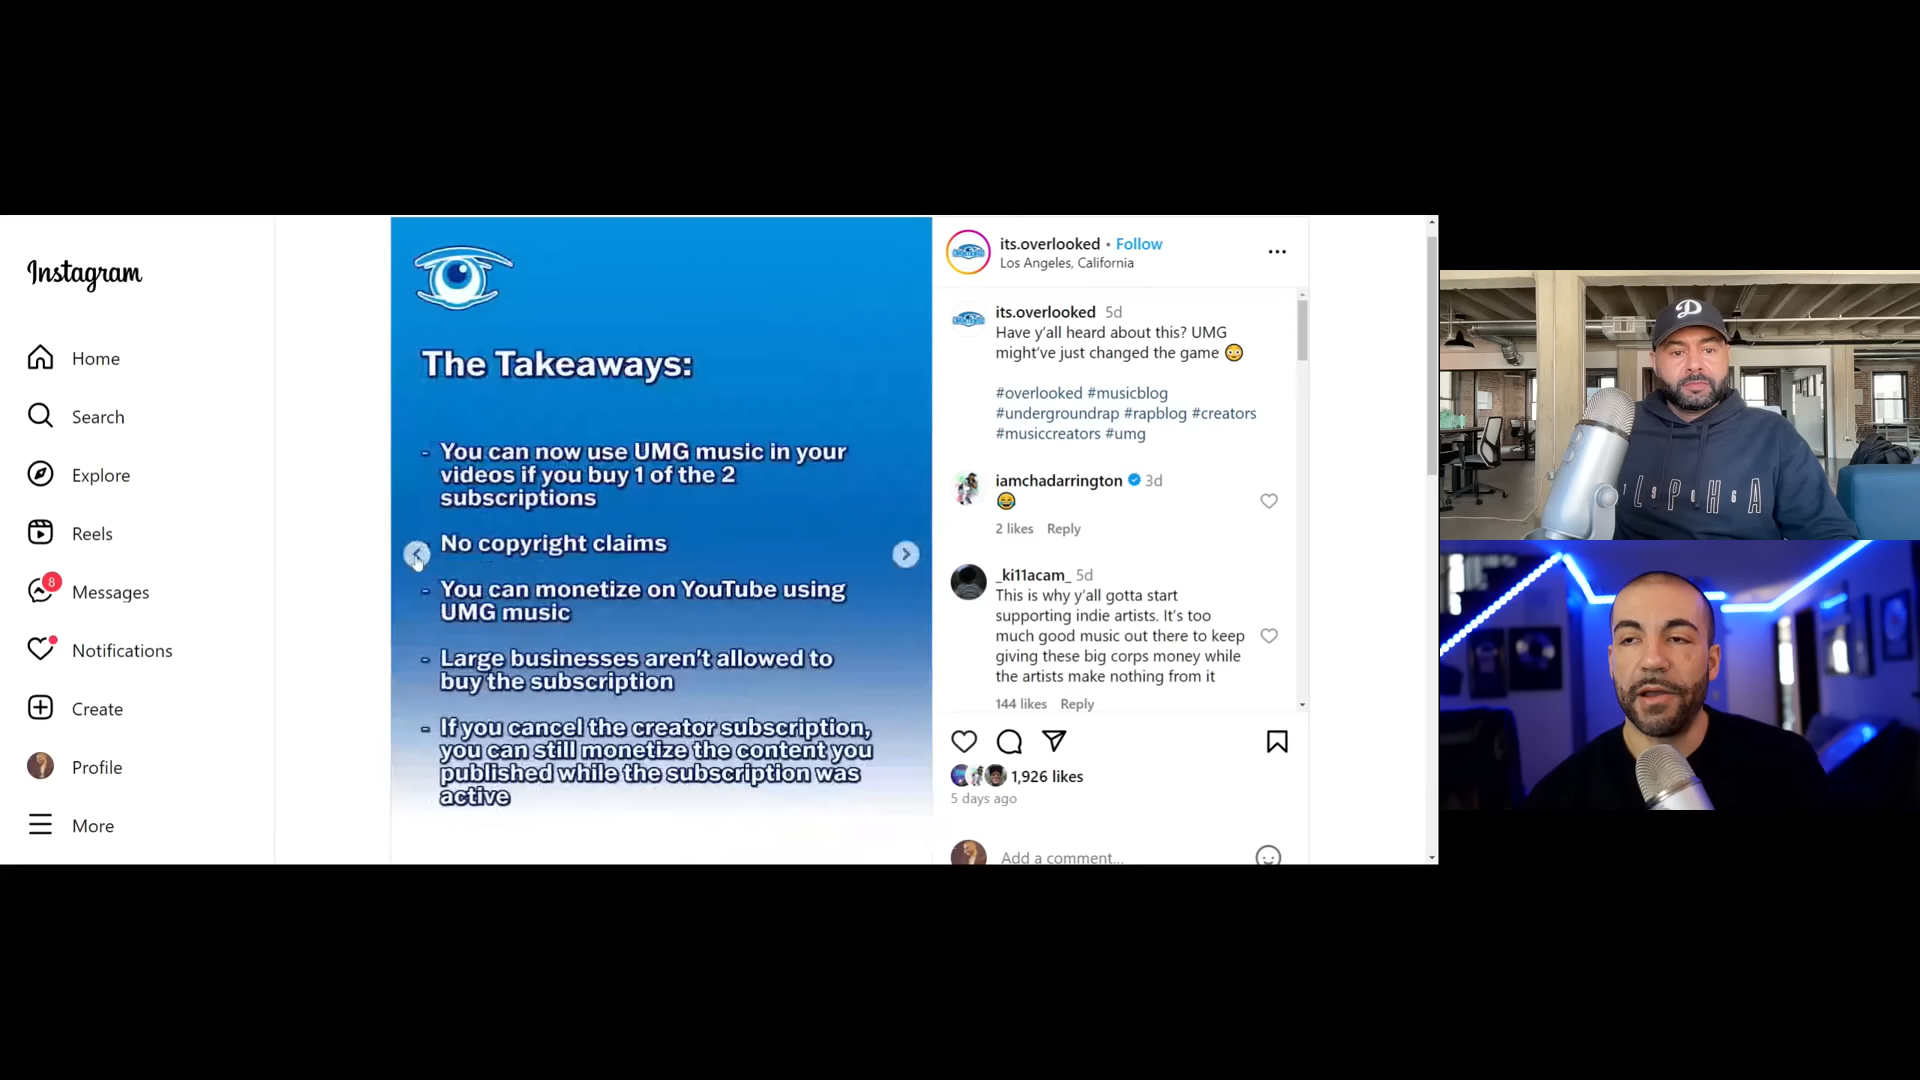 Instagram
Home
Search
Explore
Reels
8
Messages
Notifications
Create
Profile
More
The Takeaways:
- You can now use UMG music in your
videos if you buy 1 of the 2
subscriptions
No copyright claims
- You can monetize on YouTube using
UMG music
- Large businesses aren't allowed to
buy the subscription
- If you cancel the creator subscription,
you can still monetize the content you
published while the subscription was
active
its.overlooked • Follow
Los Angeles, California
its.overlooked 5d
Have y'all heard about this? UMG
might've just changed the game 😳
#overlooked #musicblog
#undergroundrap #rapblog #creators
#musiccreators #umg
iamchadarrington 3d
😂
2 likes Reply
_ki11acam_ 5d
This is why y'all gotta start
supporting indie artists. It's too
much good music out there to keep
giving these big corps money while
the artists make nothing from it
144 likes Reply
1,926 likes
5 days ago
Add a comment...
D
LPHA
1906